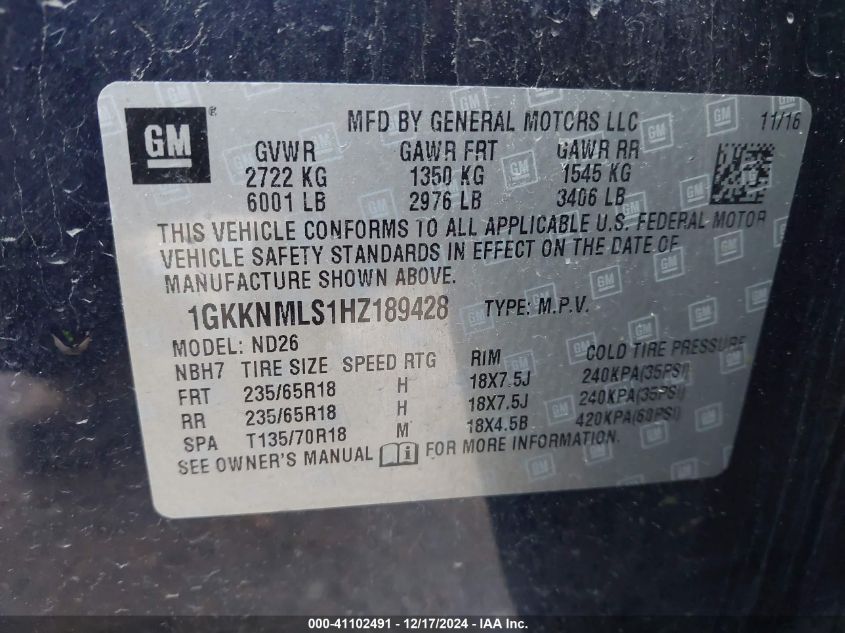 GM
MFD BY GENERAL MOTORS LLC 11/16
GVWR GAWR FRT GAWR RR
2722 KG 1350 KG 1545 KG
6001 LB 2976 LB 3406 LB
THIS VEHICLE CONFORMS TO ALL APPLICABLE U.S. FEDERAL MOTOR
VEHICLE SAFETY STANDARDS IN EFFECT ON THE DATE OF
MANUFACTURE SHOWN ABOVE.
1GKKNMLS1HZ189428 TYPE: M.P.V.
MODEL: ND26
NBH7 TIRE SIZE SPEED RTG RIM COLD TIRE PRESSURE
FRT 235/65R18 H 18X7.5J 240KPA(35PSI)
RR 235/65R18 H 18X7.5J 240KPA(35PSI)
SPA T135/70R18 M 18X4.5B 420KPA(60PSI)
SEE OWNER'S MANUAL FOR MORE INFORMATION.
000-41102491 - 12/17/2024 - IAAI.com